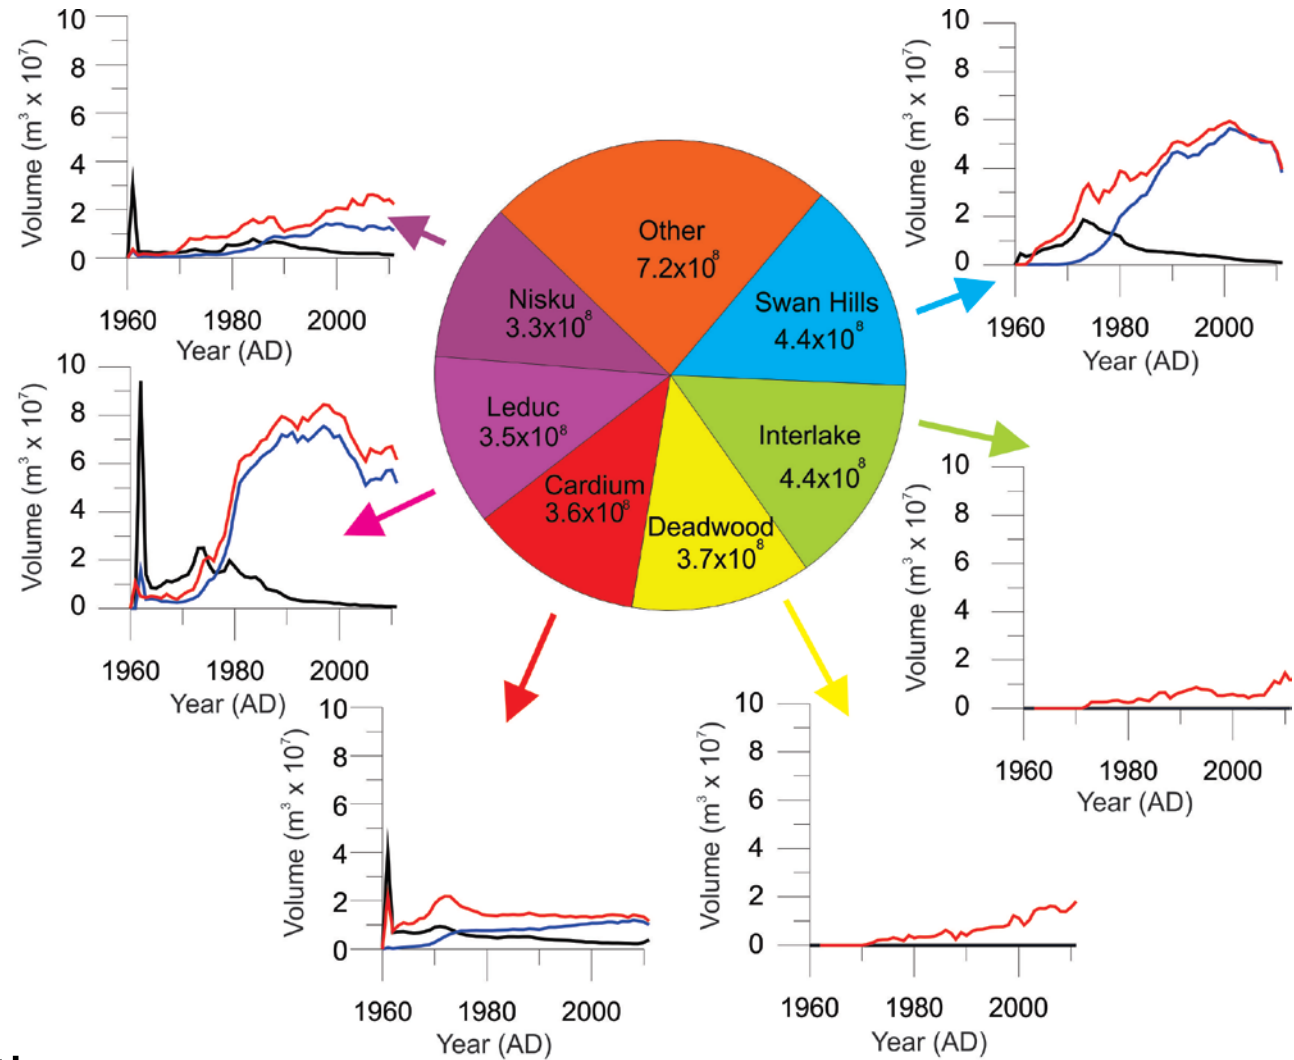 10
8
6
4
2
0
Volume (m³ x 10⁷)
1960 1980 2000
Year (AD)
10
8
6
4
2
0
Volume (m³ x 10⁷)
1960 1980 2000
Year (AD)
Other
7.2x10⁸
Swan Hills
4.4x10⁸
Nisku
3.3x10⁸
Leduc
3.5x10⁸
Interlake
4.4x10⁸
Cardium
3.6x10⁸
Deadwood
3.7x10⁸
10
8
6
4
2
0
Volume (m³ x 10⁷)
1960 1980 2000
Year (AD)
10
8
6
4
2
0
Volume (m³ x 10⁷)
1960 1980 2000
Year (AD)
10
8
6
4
2
0
Volume (m³ x 10⁷)
1960 1980 2000
Year (AD)
10
8
6
4
2
0
Volume (m³ x 10⁷)
1960 1980 2000
Year (AD)